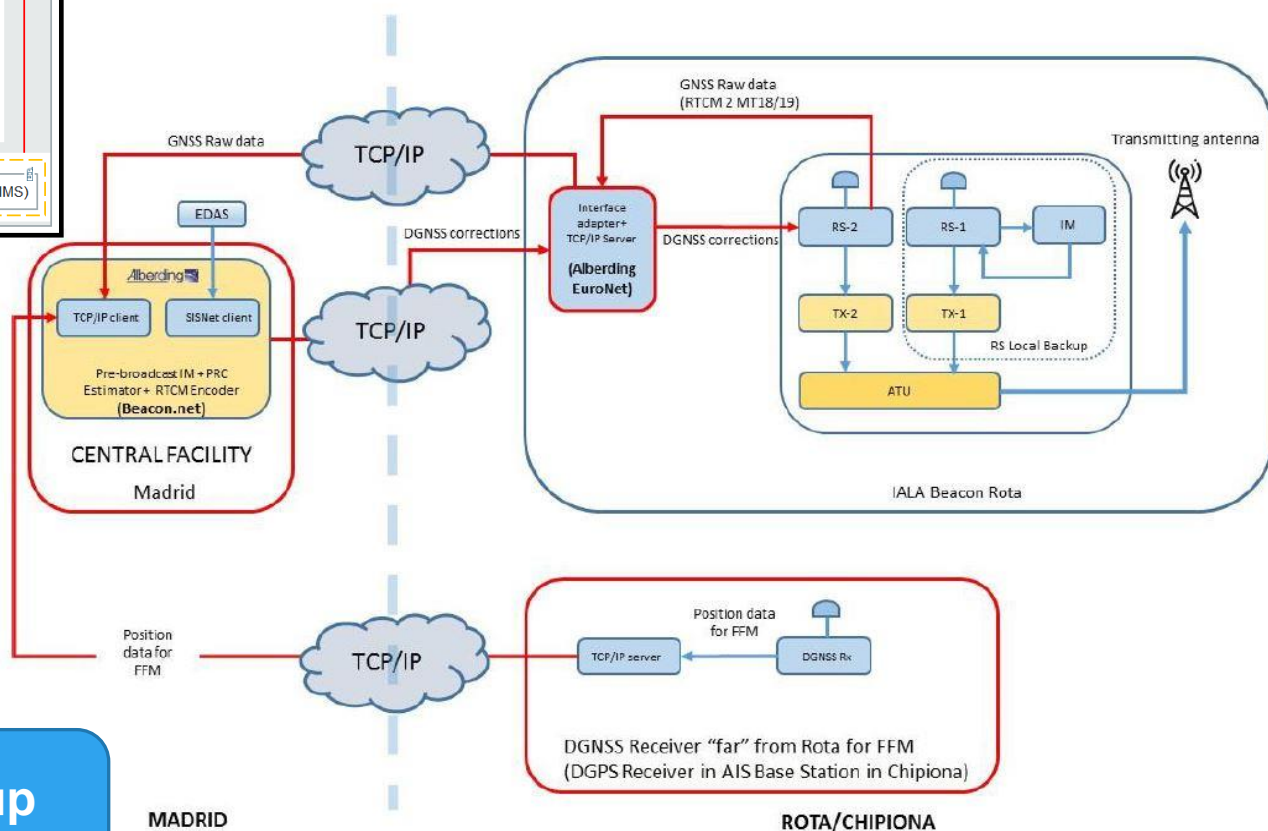 MS)
GNSS Raw data
(RTCM 2 MT18/19)
GNSS Raw data
TCP/IP
Transmitting antenna
EDAS
DGNSS corrections
Interface
adapter+
TCP/IP Server
(Alberding
EuroNet)
DGNSS corrections
RS-2
RS-1
IM
Alberding
TCP/IP client
SISNet client
TCP/IP
TX-2
TX-1
RS Local Backup
Pre-broadcast IM + PRC
Estimator+ RTCM Encoder
(Beacon.net)
ATU
CENTRAL FACILITY
Madrid
IALA Beacon Rota
Position
data for
FFM
TCP/IP
Position data
for FFM
TCP/IP server
DGNSS Rx
DGNSS Receiver "far" from Rota for FFM
(DGPS Receiver in AIS Base Station in Chipiona)
up
MADRID
ROTA/CHIPIONA